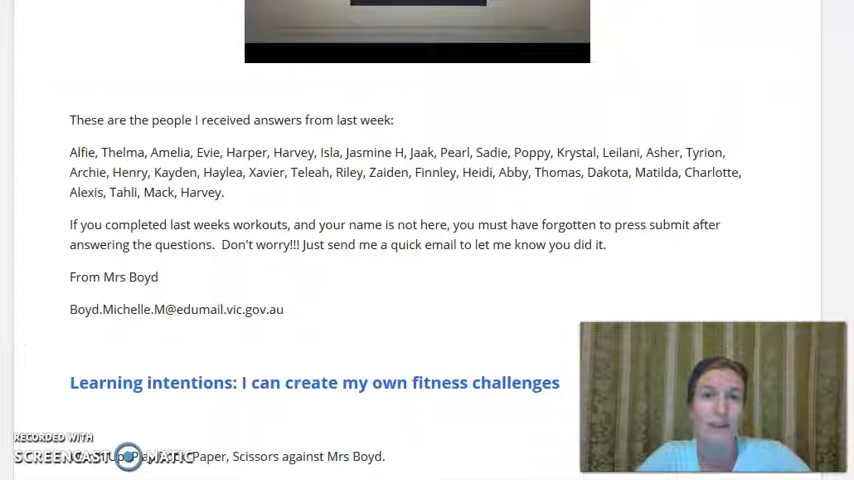 These are the people I received answers from last week:
Alfie, Thelma, Amelia, Evie, Harper, Harvey, Isla, Jasmine H, Jaak, Pearl, Sadie, Poppy, Krystal, Leilani, Asher, Tyrion,
Archie, Henry, Kayden, Haylea, Xavier, Teleah, Riley, Zaiden, Finnley, Heidi, Abby, Thomas, Dakota, Matilda, Charlotte,
Alexis, Tahli, Mack, Harvey.
If you completed last weeks workouts, and your name is not here, you must have forgotten to press submit after
answering the questions. Don't worry!!! Just send me a quick email to let me know you did it.
From Mrs Boyd
Boyd.Michelle.M@edumail.vic.gov.au
Learning intentions: I can create my own fitness challenges
RECORDED WITH
SCREENCAST MATIC
Paper, Scissors against Mrs Boyd.